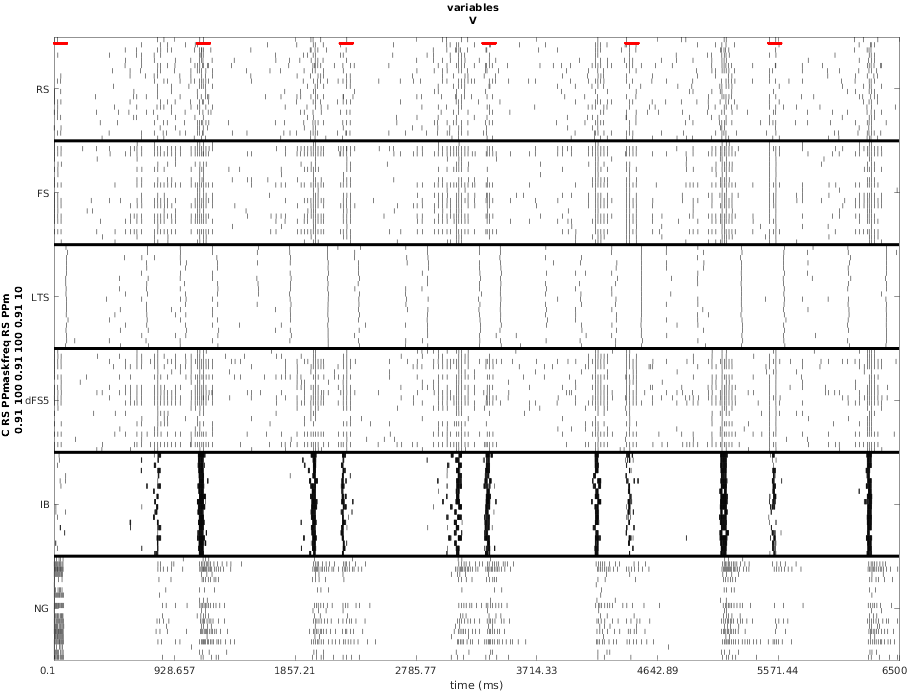 variables
V
RS
FS
LTS
dFS5
IB
NG
C RS PPmaskfreq RS PPm
0.91 100 0.91 100 0.91 10
0.1 928.657 1857.21 2785.77 3714.33 4642.89 5571.44 6500
time (ms)